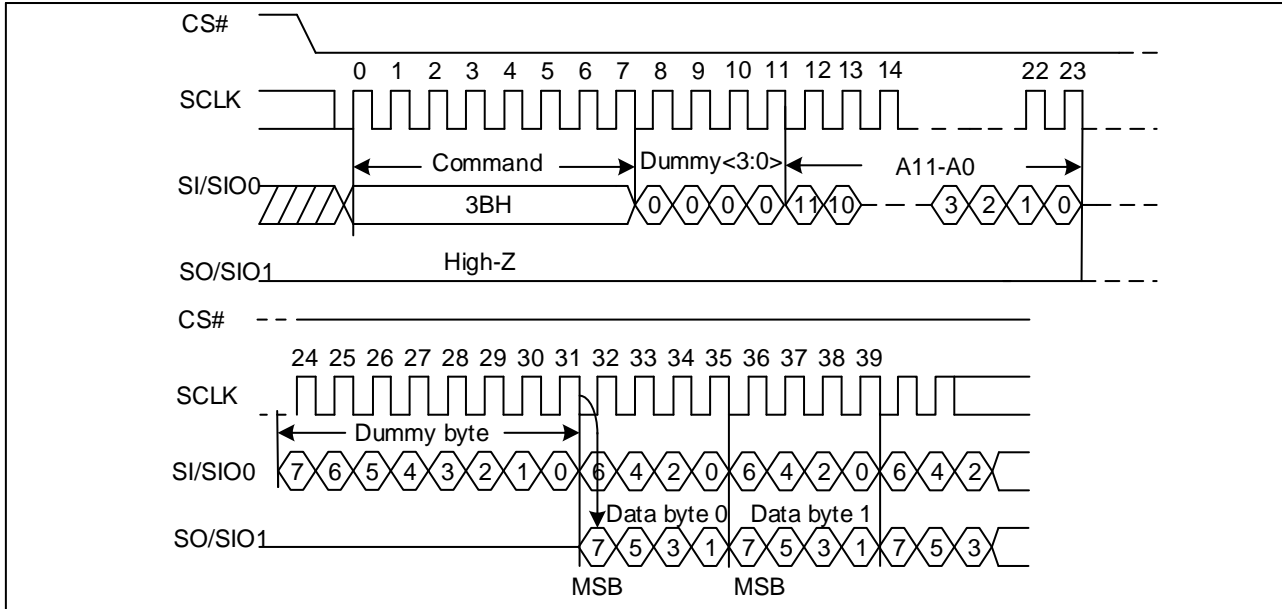 CS#
0 1 2 3 4 5 6 7 8 9 10 11 12 13 14 22 23
SCLK
Command Dummy<3:0> A11-A0
SI/SIO0 3BH 0 0 0 0 11 10 3 2 1 0
High-Z
SO/SIO1
CS#
24 25 26 27 28 29 30 31 32 33 34 35 36 37 38 39
SCLK
Dummy byte
SI/SIO0 7 6 5 4 3 2 1 0 6 4 2 0 6 4 2 0 6 4 2
Data byte 0 Data byte 1
SO/SIO1 7 5 3 1 7 5 3 1 7 5 3
MSB MSB